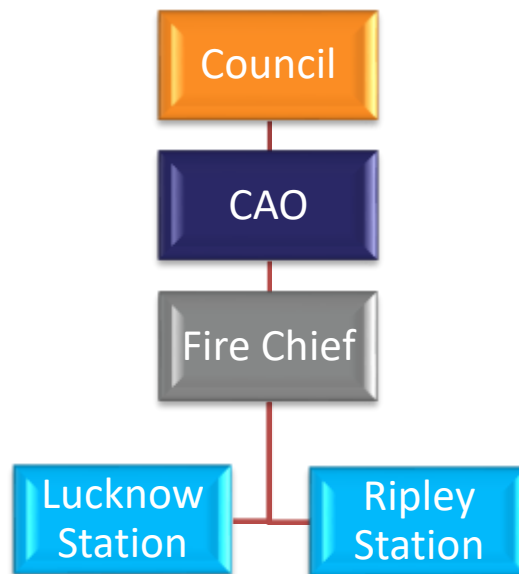 Council
CAO
Fire Chief
Lucknow
Station
Ripley
Station